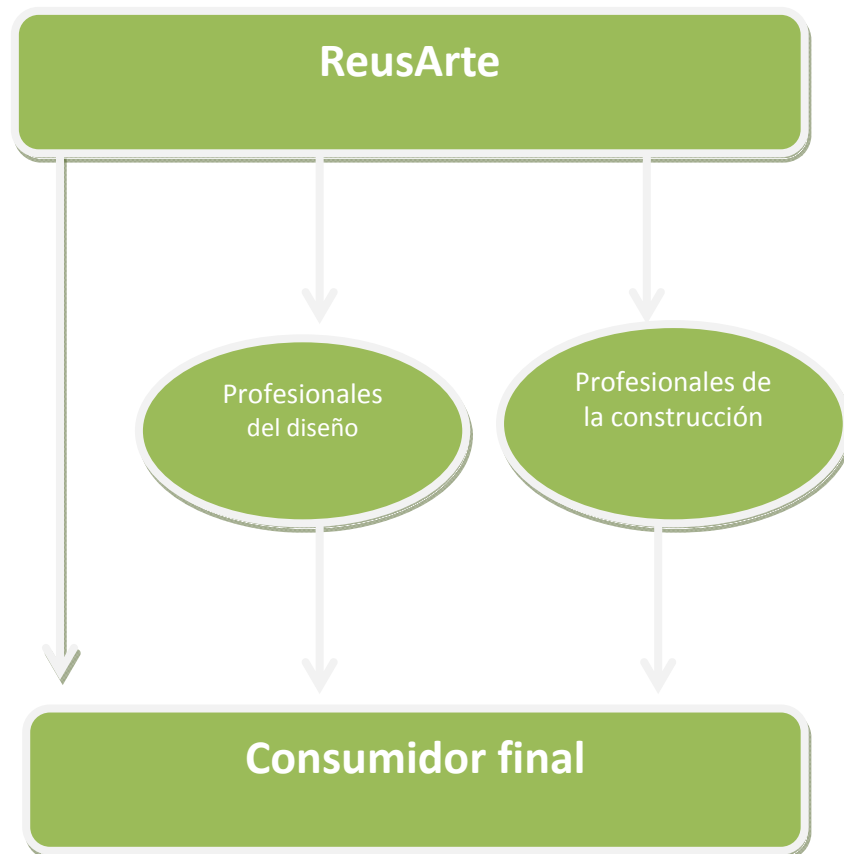 ReusArte
Profesionales
del diseño
Profesionales de
la construcción
Consumidor final